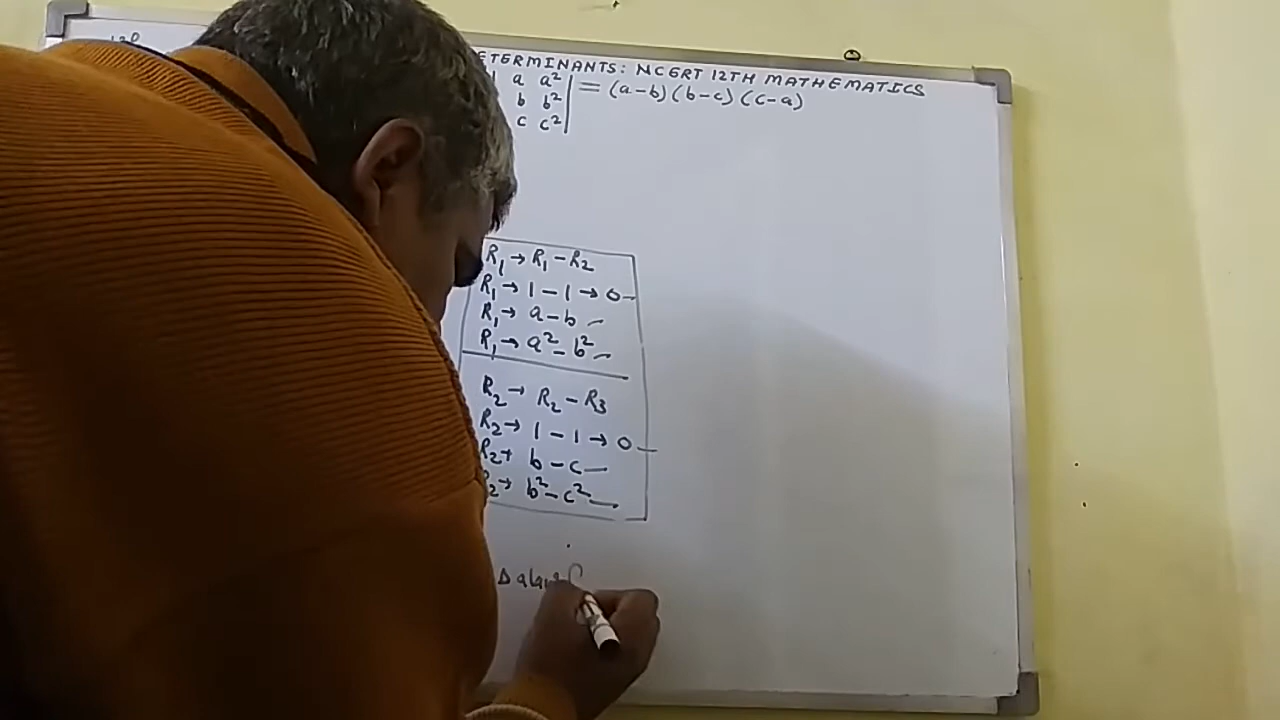 ETERMINANTS: NCERT 12TH MATHEMATICS
a a² | = (a-b) (b-c) (c-a)
b b²
c c²
R₁ → R₁ - R₂
R₁ → 1 - 1 → 0
R₁ → a - b
R₁ → a² - b²
R₂ → R₂ - R₃
R₂ → 1 - 1 → 0
R₂ → b - c
₂ → b² - c²
Δ